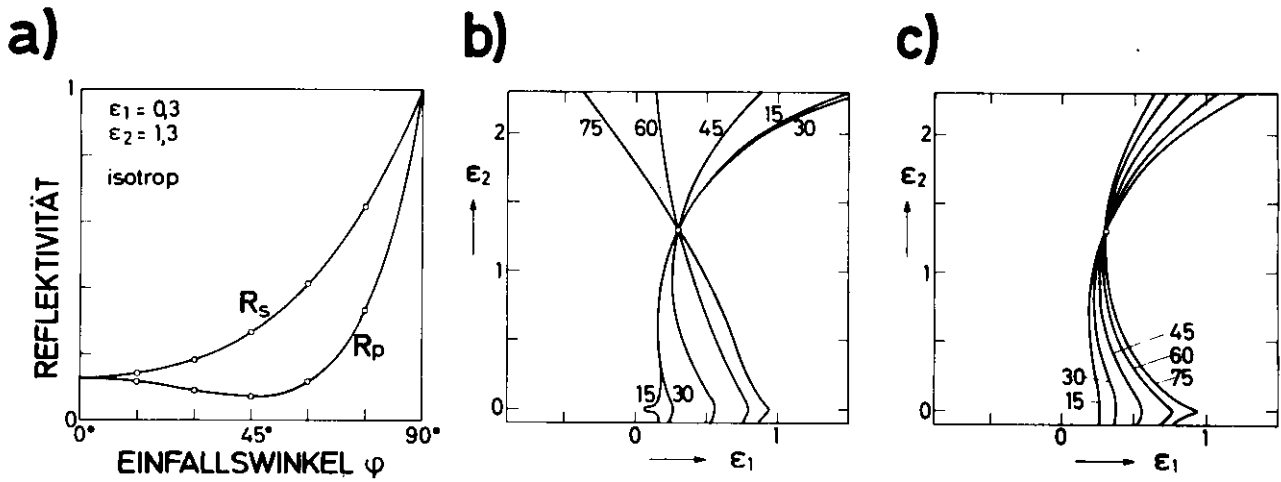 a)
1
ε₁ = 0,3
ε₂ = 1,3
isotrop
REFLEKTIVITÄT
R_s
R_p
0
0° 45° 90°
EINFALLSWINKEL φ
b)
75 60 45 15
30
2
ε₂
1
15 30
0
0 1
ε₁
c)
2
ε₂
1
45
60
30 75
15
0
0 1
ε₁